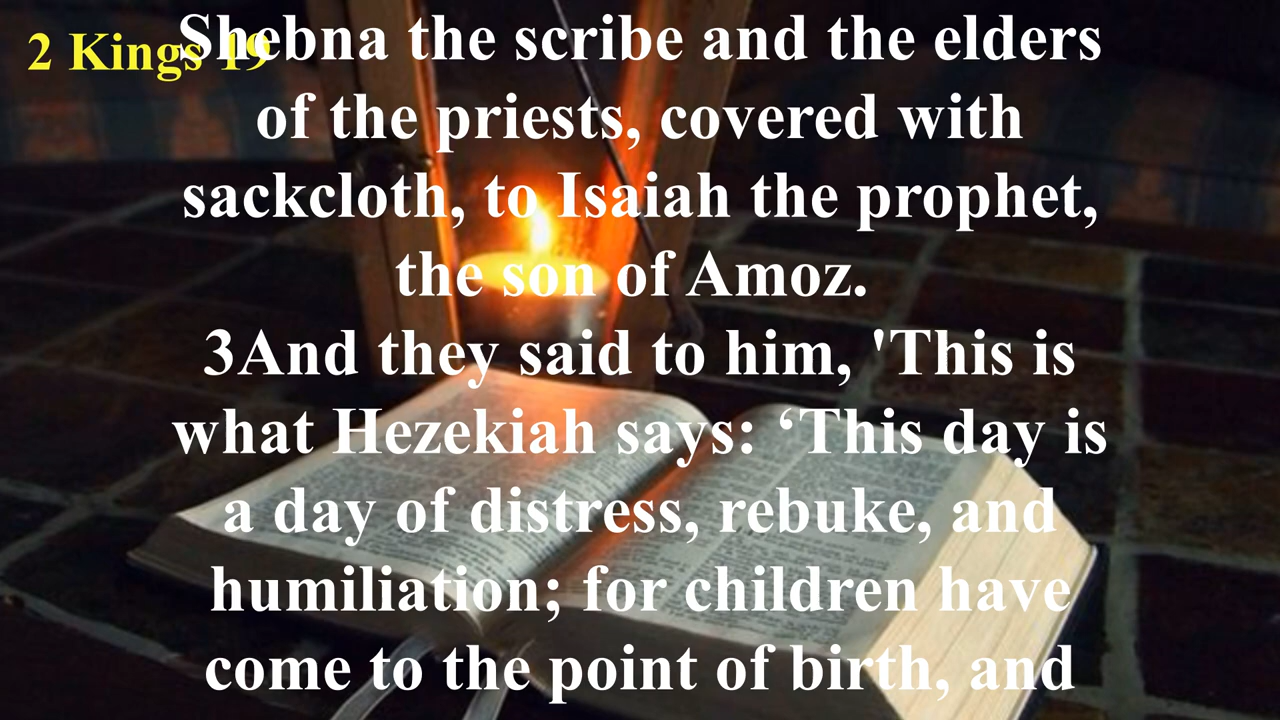 2 Kings 19
Shebna the scribe and the elders
of the priests, covered with
sackcloth, to Isaiah the prophet,
the son of Amoz.
3And they said to him, 'This is
what Hezekiah says: ‘This day is
a day of distress, rebuke, and
humiliation; for children have
come to the point of birth, and